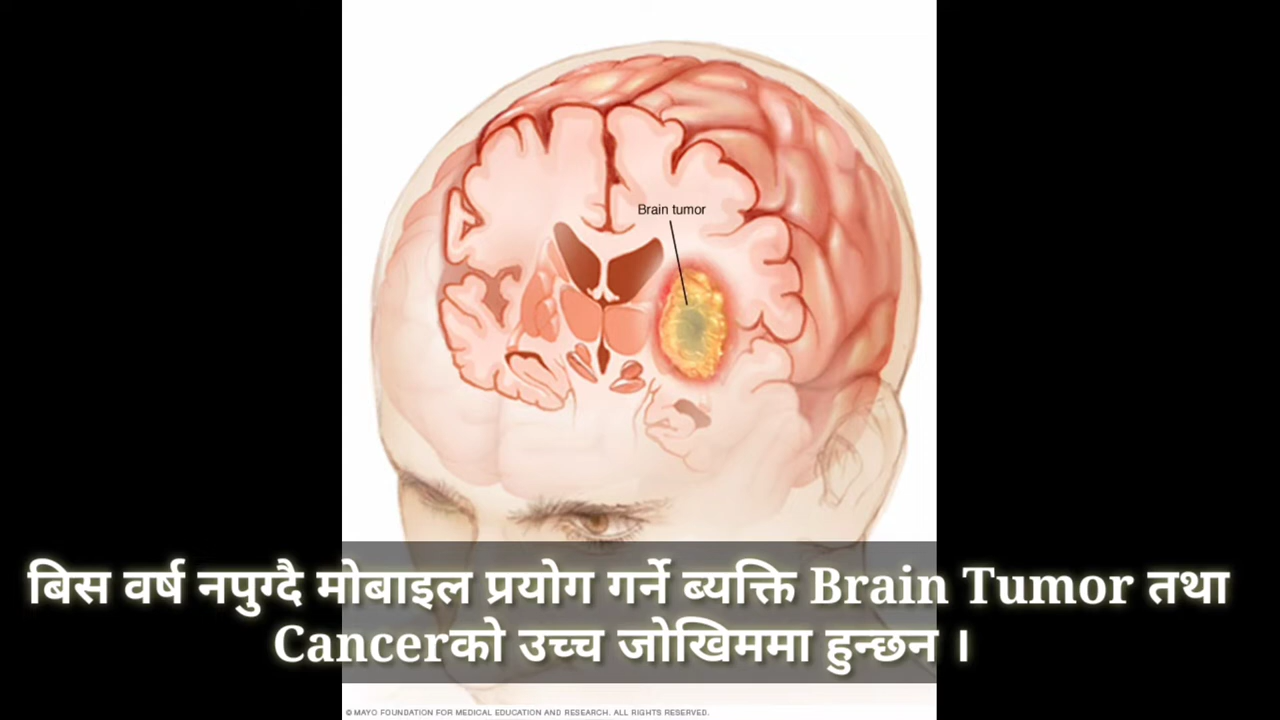 Brain tumor
बिस वर्ष नपुग्दै मोबाइल प्रयोग गर्ने ब्यक्ति Brain Tumor तथा
Cancerको उच्च जोखिममा हुन्छन ।
© MAYO FOUNDATION FOR MEDICAL EDUCATION AND RESEARCH. ALL RIGHTS RESERVED.